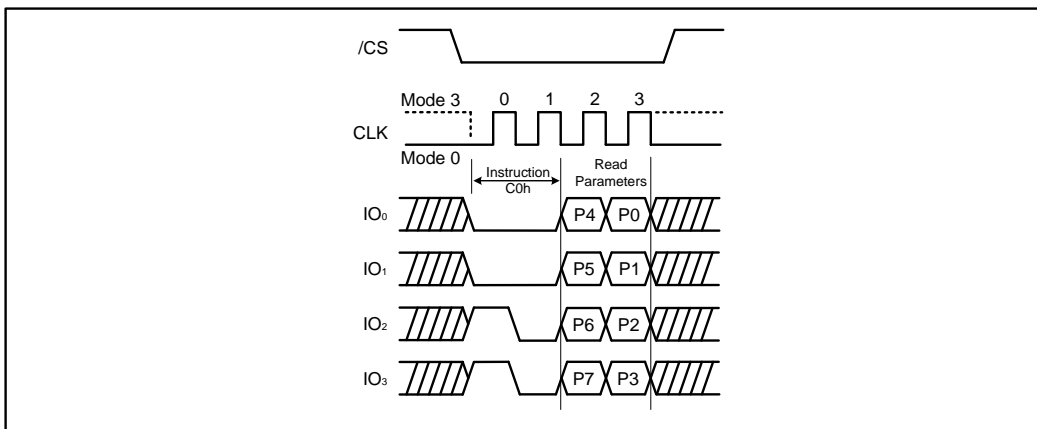 /CS
Mode 3
0 1 2 3
CLK
Mode 0
Instruction
C0h
Read
Parameters
IO₀
P4 P0
IO₁
P5 P1
IO₂
P6 P2
IO₃
P7 P3